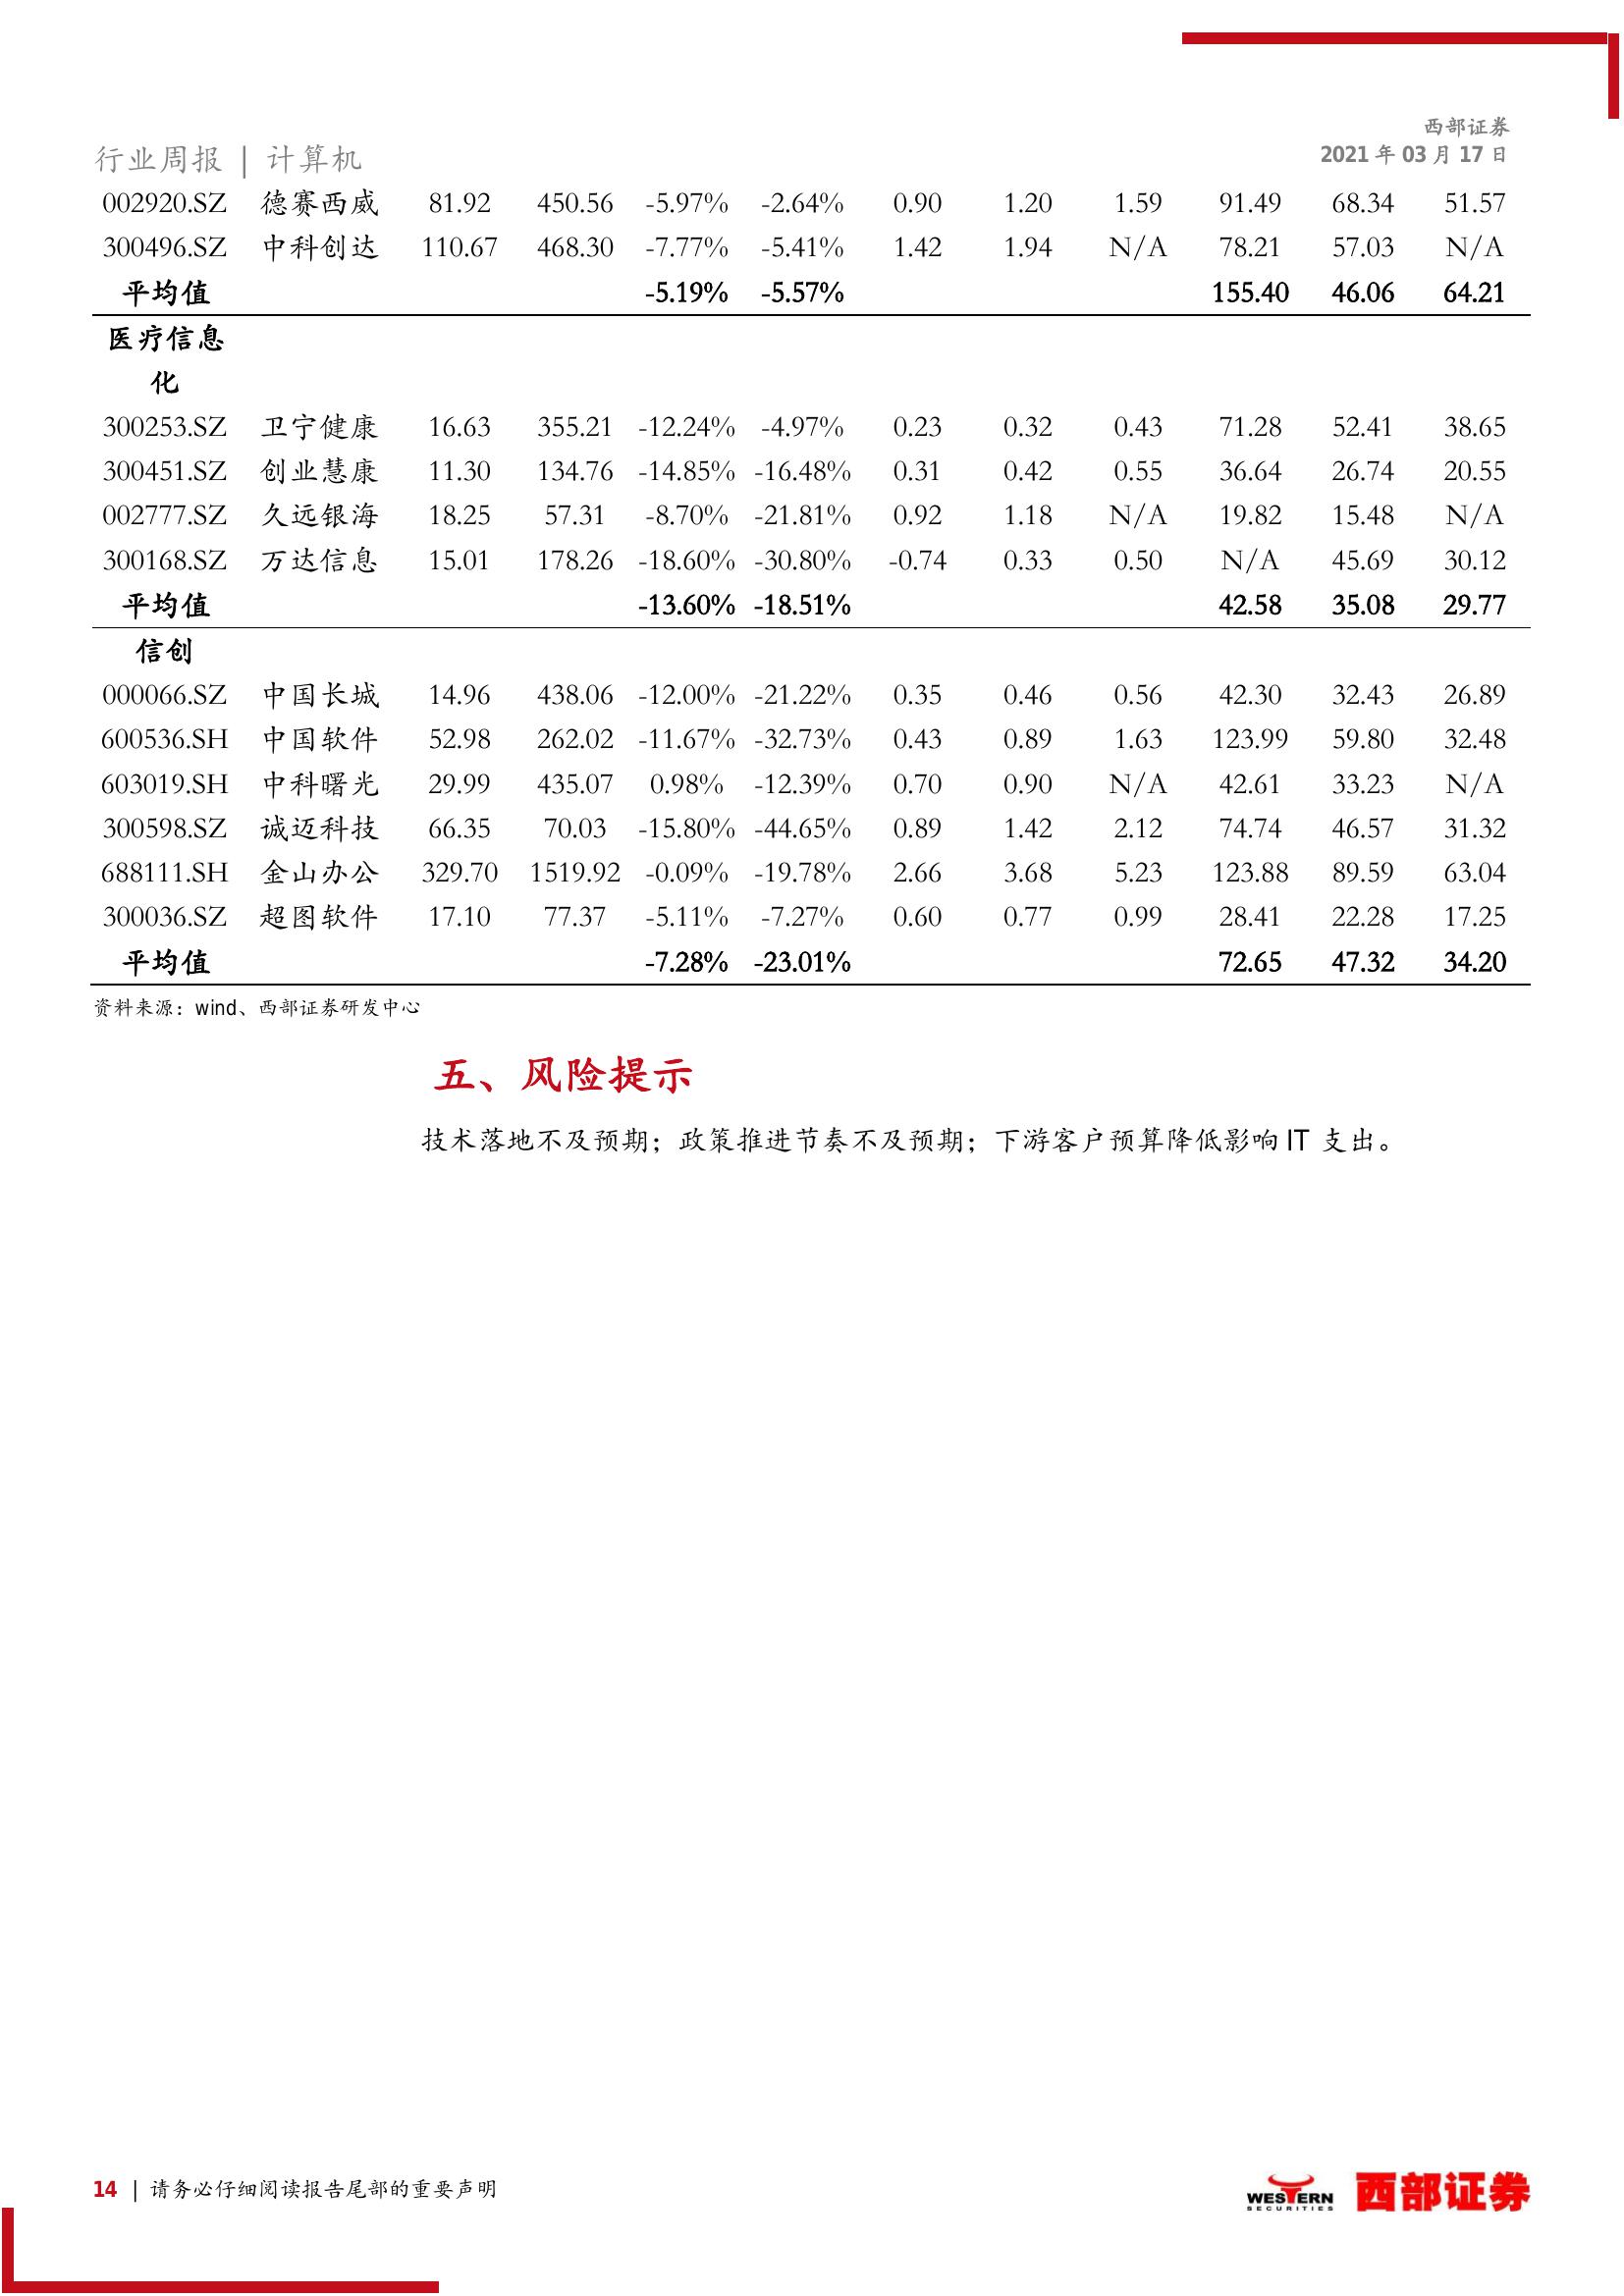 西部证券
行业周报 | 计算机 2021 年 03 月 17 日
002920.SZ 德赛西威 81.92 450.56 -5.97% -2.64% 0.90 1.20 1.59 91.49 68.34 51.57
300496.SZ 中科创达 110.67 468.30 -7.77% -5.41% 1.42 1.94 N/A 78.21 57.03 N/A
平均值 -5.19% -5.57% 155.40 46.06 64.21
医疗信息
化
300253.SZ 卫宁健康 16.63 355.21 -12.24% -4.97% 0.23 0.32 0.43 71.28 52.41 38.65
300451.SZ 创业慧康 11.30 134.76 -14.85% -16.48% 0.31 0.42 0.55 36.64 26.74 20.55
002777.SZ 久远银海 18.25 57.31 -8.70% -21.81% 0.92 1.18 N/A 19.82 15.48 N/A
300168.SZ 万达信息 15.01 178.26 -18.60% -30.80% -0.74 0.33 0.50 N/A 45.69 30.12
平均值 -13.60% -18.51% 42.58 35.08 29.77
信创
000066.SZ 中国长城 14.96 438.06 -12.00% -21.22% 0.35 0.46 0.56 42.30 32.43 26.89
600536.SH 中国软件 52.98 262.02 -11.67% -32.73% 0.43 0.89 1.63 123.99 59.80 32.48
603019.SH 中科曙光 29.99 435.07 0.98% -12.39% 0.70 0.90 N/A 42.61 33.23 N/A
300598.SZ 诚迈科技 66.35 70.03 -15.80% -44.65% 0.89 1.42 2.12 74.74 46.57 31.32
688111.SH 金山办公 329.70 1519.92 -0.09% -19.78% 2.66 3.68 5.23 123.88 89.59 63.04
300036.SZ 超图软件 17.10 77.37 -5.11% -7.27% 0.60 0.77 0.99 28.41 22.28 17.25
平均值 -7.28% -23.01% 72.65 47.32 34.20
资料来源：wind、西部证券研发中心
五、风险提示
技术落地不及预期；政策推进节奏不及预期；下游客户预算降低影响 IT 支出。
14 | 请务必仔细阅读报告尾部的重要声明
WESTERN
SECURITIES
西部证券